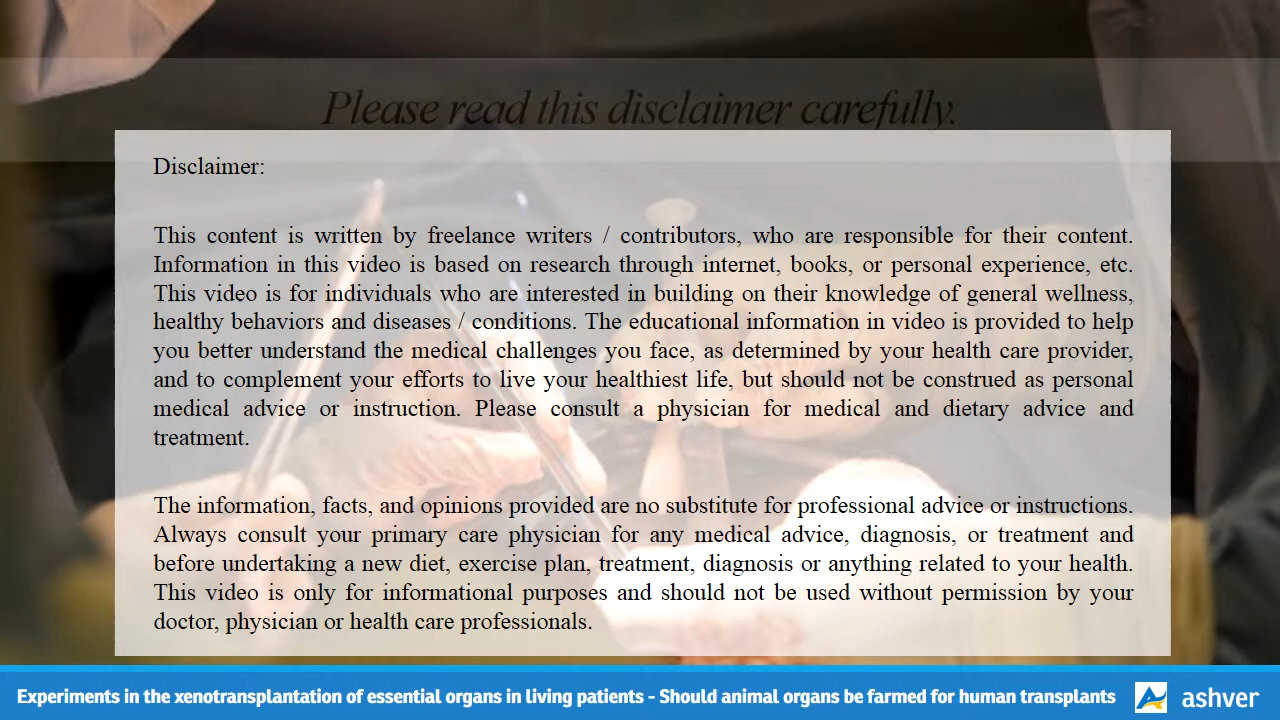 Please read this disclaimer carefully.
Disclaimer:
This content is written by freelance writers / contributors, who are responsible for their content.
Information in this video is based on research through internet, books, or personal experience, etc.
This video is for individuals who are interested in building on their knowledge of general wellness,
healthy behaviors and diseases / conditions. The educational information in video is provided to help
you better understand the medical challenges you face, as determined by your health care provider,
and to complement your efforts to live your healthiest life, but should not be construed as personal
medical advice or instruction. Please consult a physician for medical and dietary advice and
treatment.
The information, facts, and opinions provided are no substitute for professional advice or instructions.
Always consult your primary care physician for any medical advice, diagnosis, or treatment and
before undertaking a new diet, exercise plan, treatment, diagnosis or anything related to your health.
This video is only for informational purposes and should not be used without permission by your
doctor, physician or health care professionals.
Experiments in the xenotransplantation of essential organs in living patients - Should animal organs be farmed for human transplants
ashver